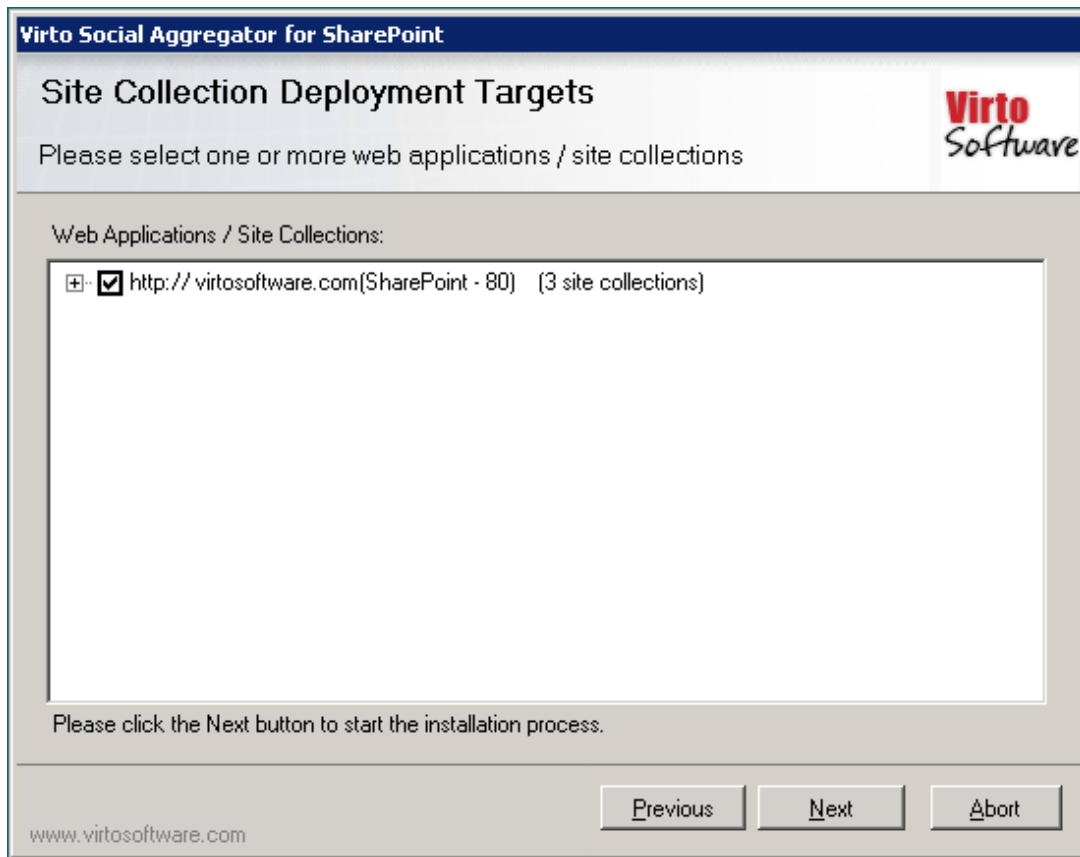 Virto Social Aggregator for SharePoint
Site Collection Deployment Targets
Please select one or more web applications / site collections
Virto
Software
Web Applications / Site Collections:
http:// virtosoftware.com(SharePoint - 80) (3 site collections)
Please click the Next button to start the installation process.
Previous Next Abort
www.virtosoftware.com